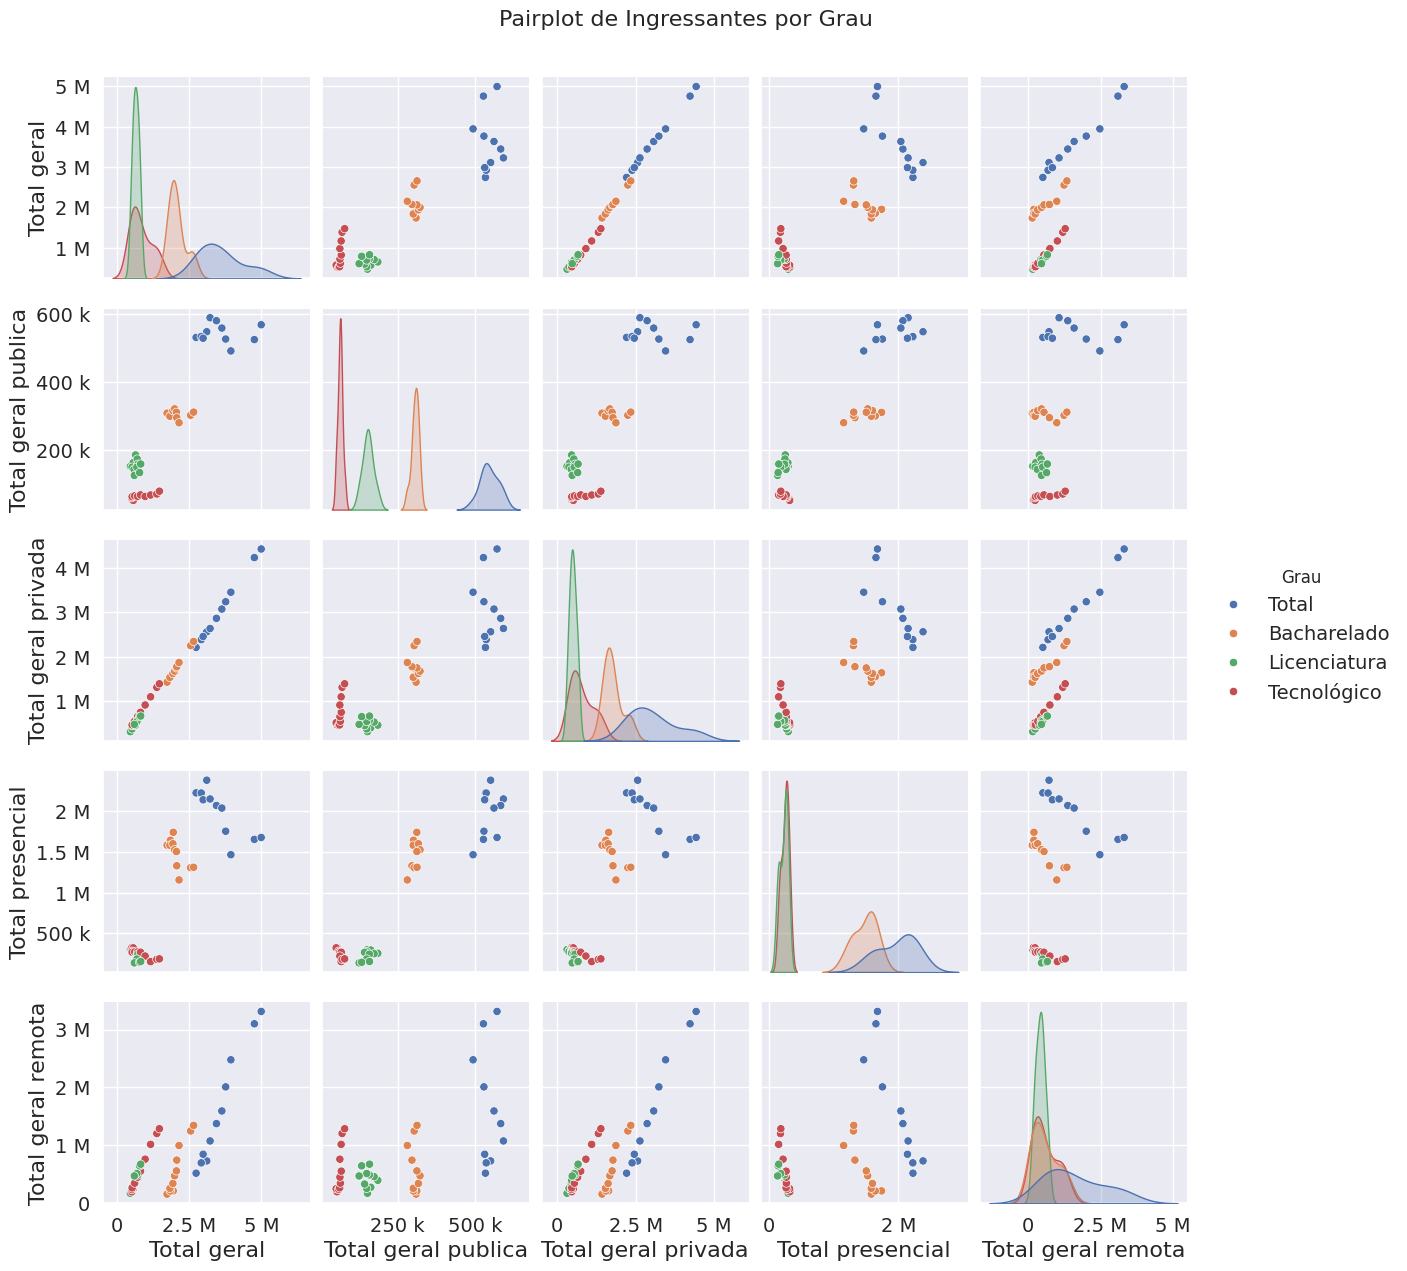 Pairplot de Ingressantes por Grau
5 M
4 M
3 M
2 M
1 M
Total geral
600 k
400 k
200 k
Total geral publica
4 M
3 M
2 M
1 M
Total geral privada
Grau
Total
Bacharelado
Licenciatura
Tecnológico
2 M
1.5 M
1 M
500 k
Total presencial
3 M
2 M
1 M
0
Total geral remota
0 2.5 M 5 M
250 k 500 k
0 2.5 M 5 M
0 2 M
0 2.5 M 5 M
Total geral
Total geral publica
Total geral privada
Total presencial
Total geral remota